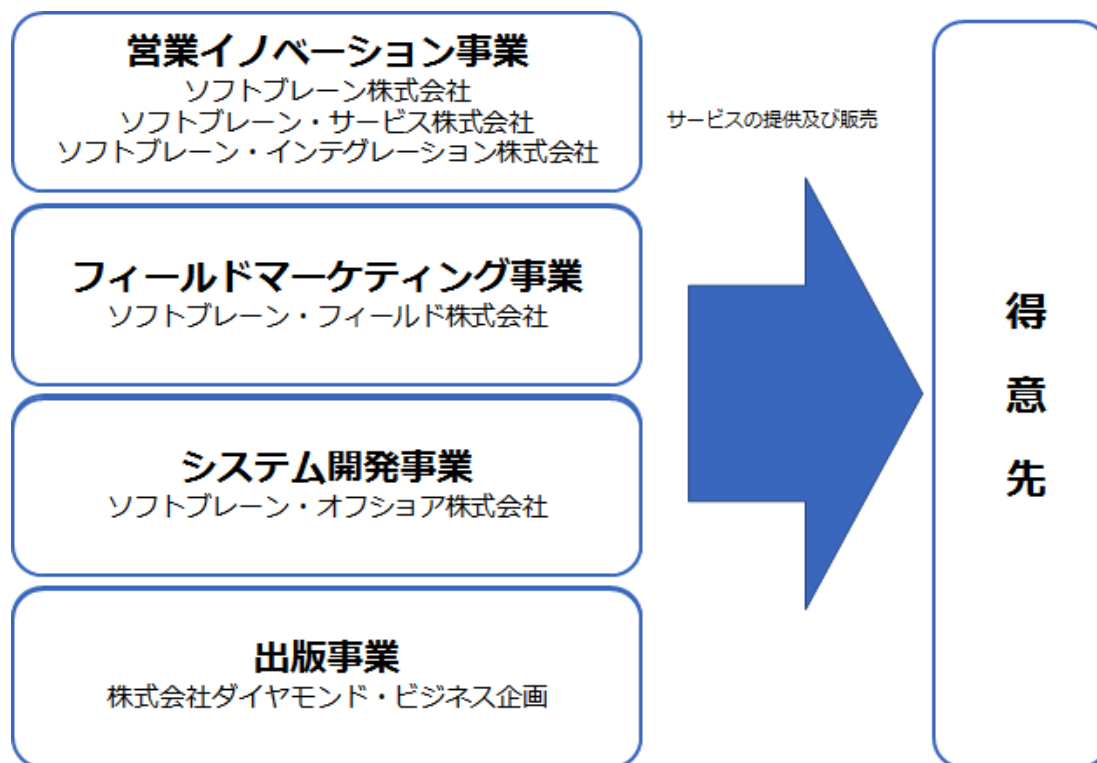 営業イノベーション事業
ソフトブレーン株式会社
ソフトブレーン・サービス株式会社
ソフトブレーン・インテグレーション株式会社
サービスの提供及び販売
フィールドマーケティング事業
ソフトブレーン・フィールド株式会社
システム開発事業
ソフトブレーン・オフショア株式会社
出版事業
株式会社ダイヤモンド・ビジネス企画
得
意
先